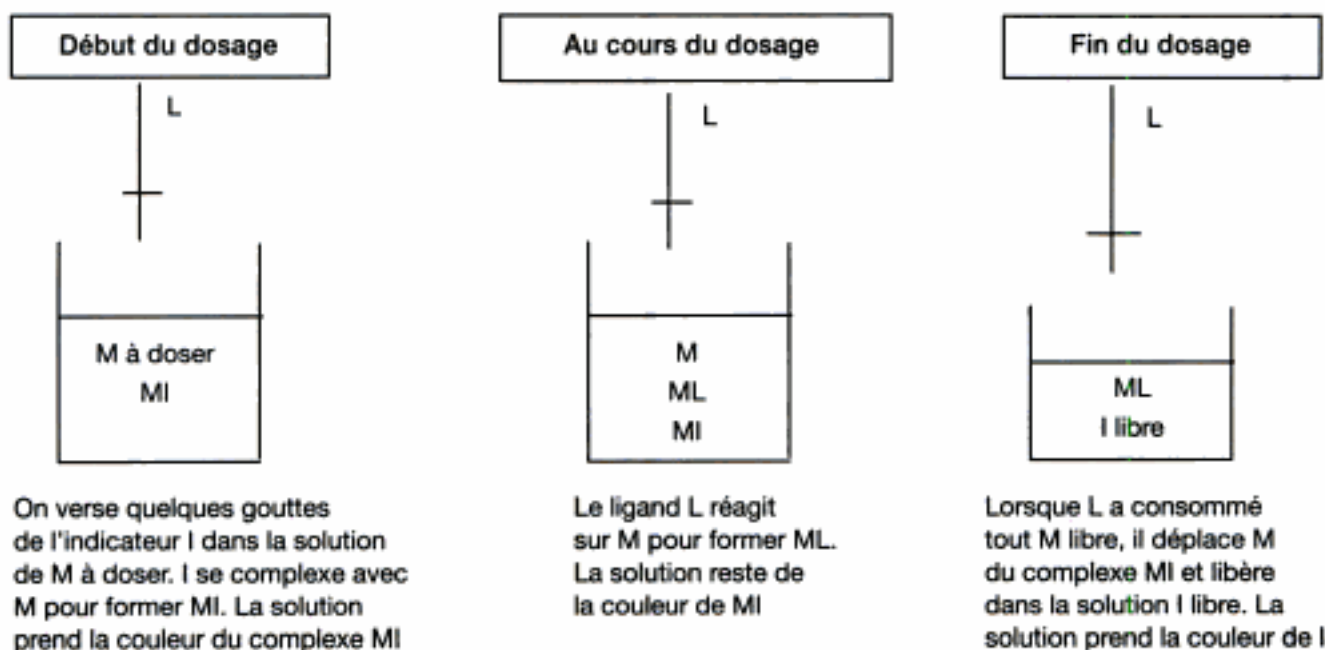 Début du dosage
L
M à doser
MI
On verse quelques gouttes
de l'indicateur I dans la solution
de M à doser. I se complexe avec
M pour former MI. La solution
prend la couleur du complexe MI
Au cours du dosage
L
M
ML
MI
Le ligand L réagit
sur M pour former ML.
La solution reste de
la couleur de MI
Fin du dosage
L
ML
I libre
Lorsque L a consommé
tout M libre, il déplace M
du complexe MI et libère
dans la solution I libre. La
solution prend la couleur de I